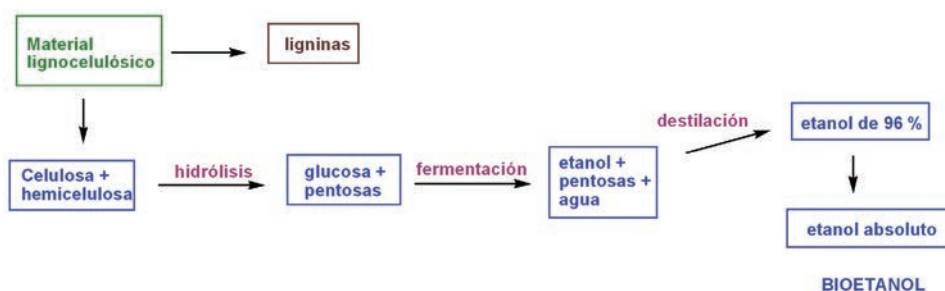 Material
lignocelulósico
ligninas
destilación
etanol de 96 %
Celulosa +
hemicelulosa
hidrólisis
glucosa +
pentosas
fermentación
etanol +
pentosas +
agua
etanol absoluto
BIOETANOL